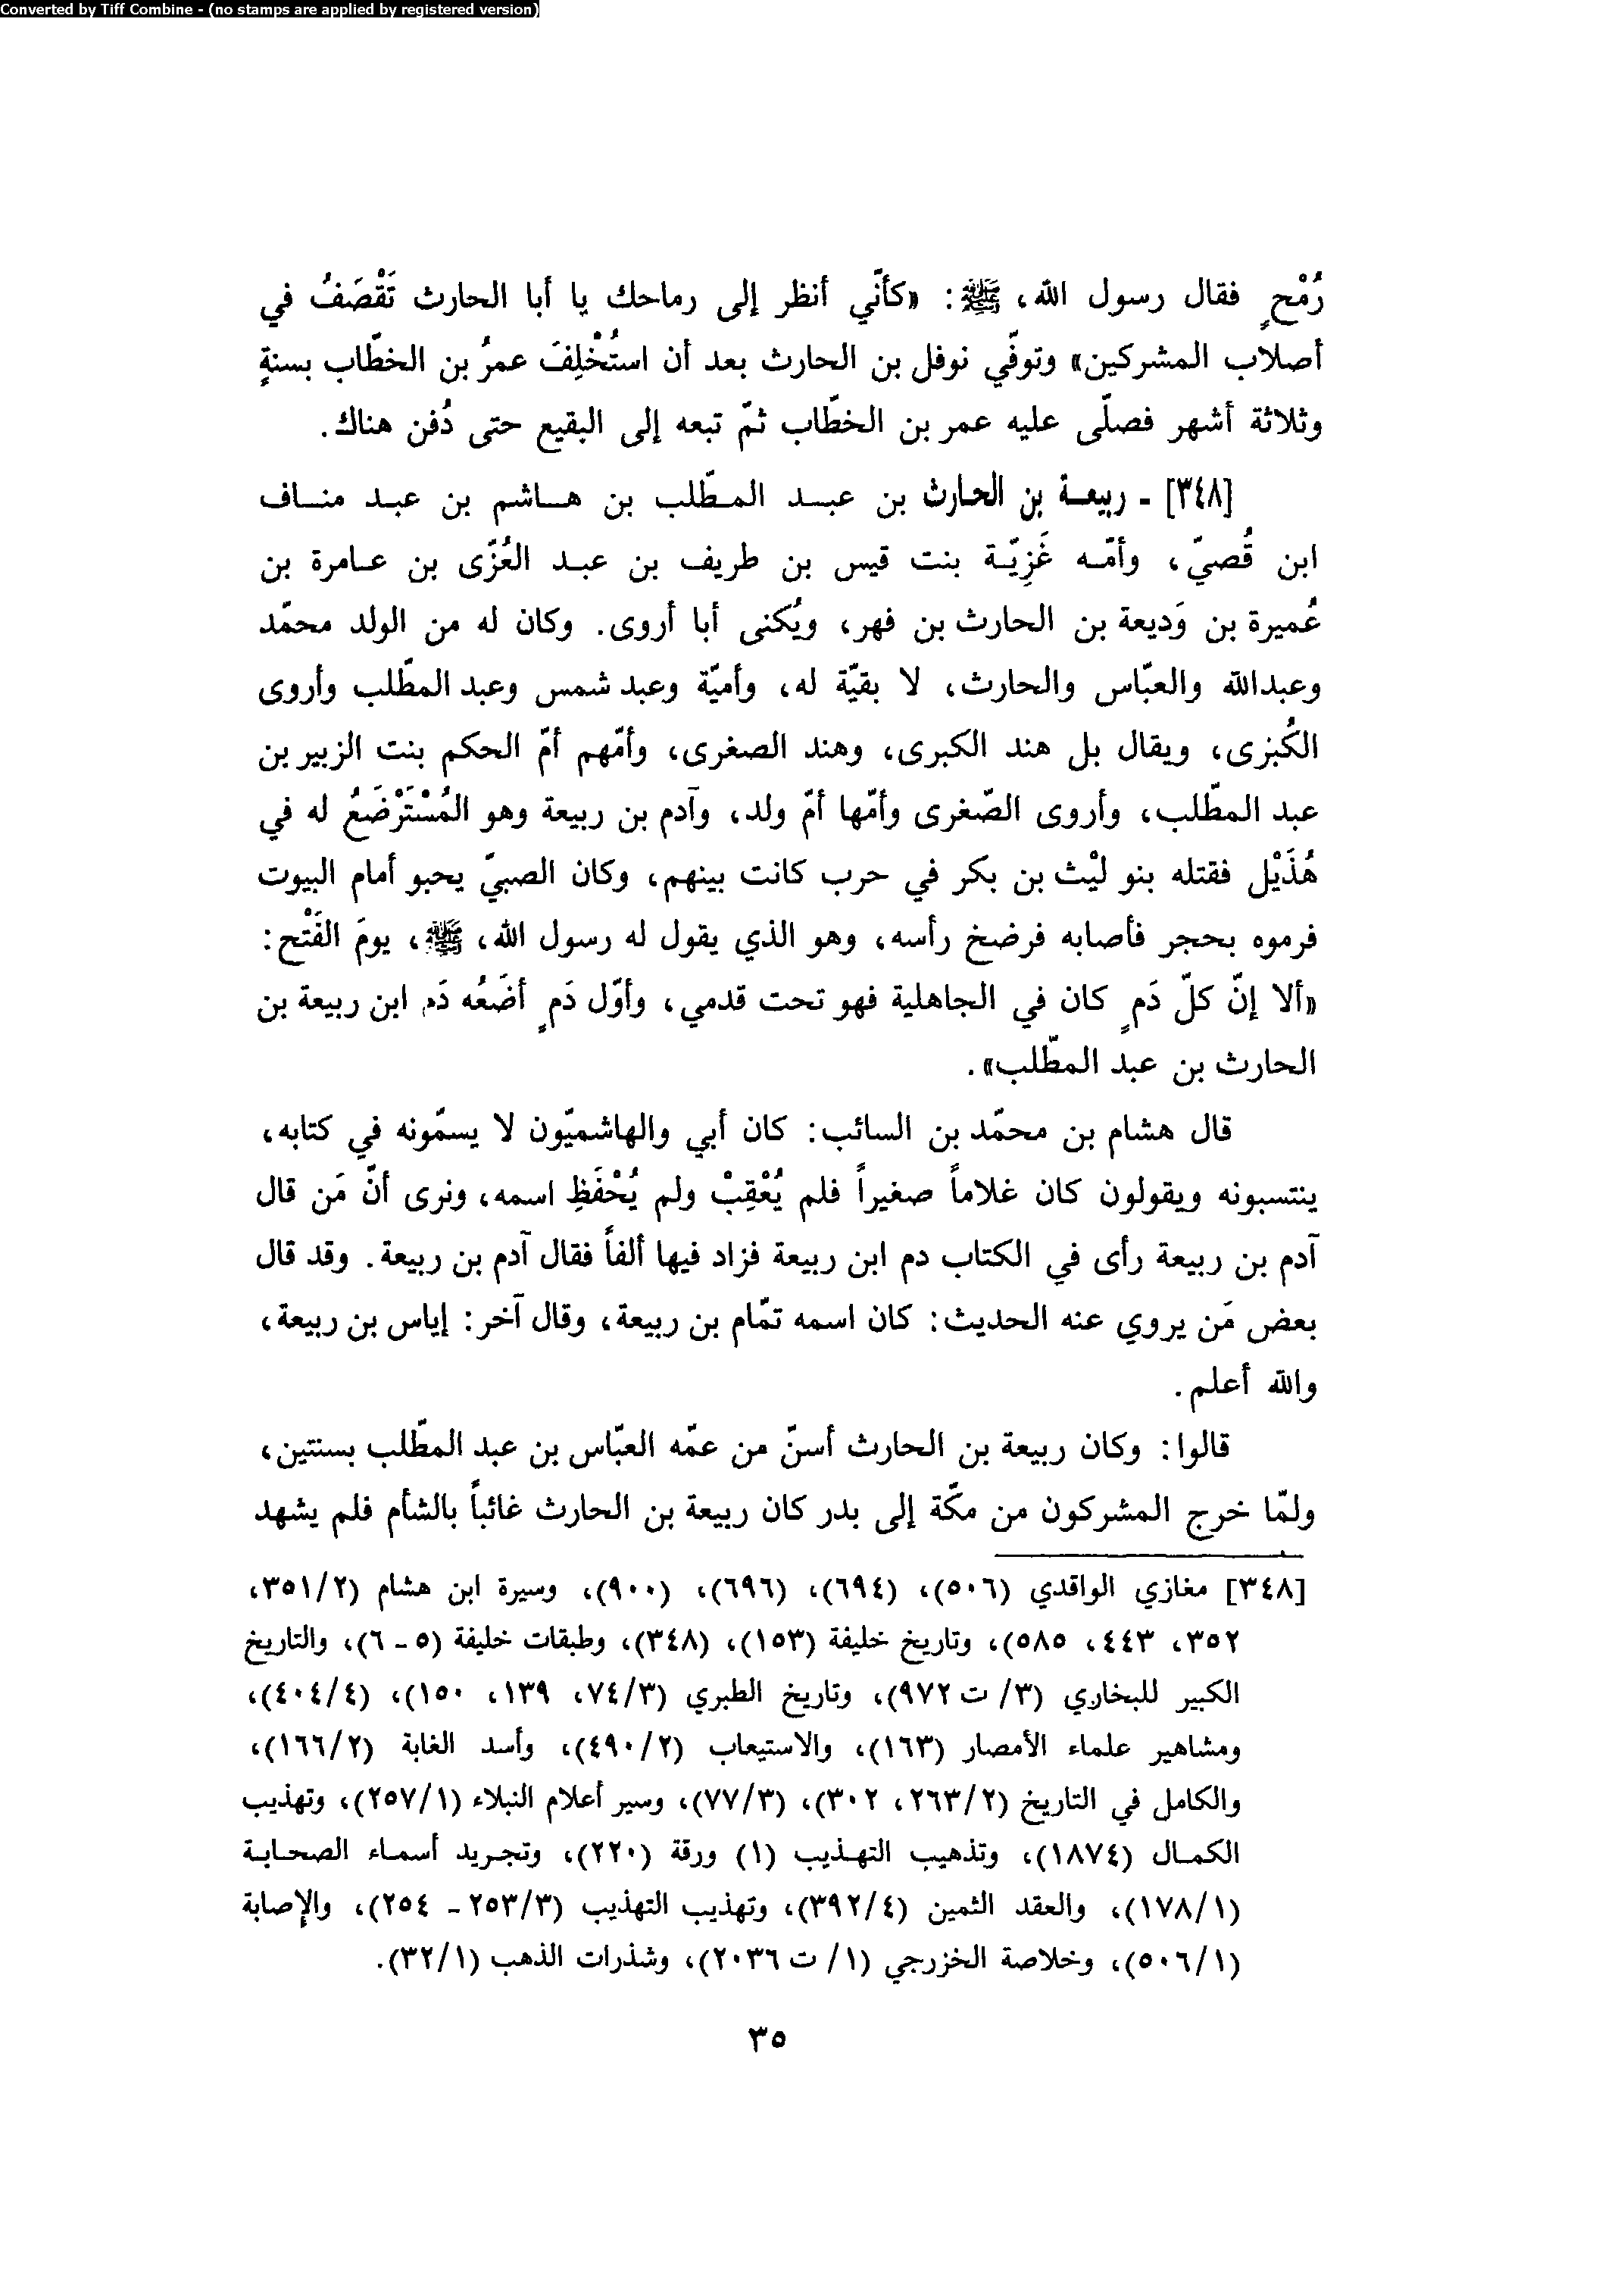 Converted by Tiff Combine - (no stamps are applied by registered version)
رُمْحٍ فقال رسول الله، ﷺ: «كأنّي أنظر إلى رماحك يا أبا الحارث تَقْصَفُ في
أصلاب المشركين» وتوفّي نوفل بن الحارث بعد أن استُخْلِفَ عمرُ بن الخطّاب بسنةٍ
وثلاثة أشهر فصلّى عليه عمر بن الخطّاب ثمّ تبعه إلى البقيع حتى دُفن هناك.
[٣٤٨] ـ ربيعة بن الحارث بن عبد المطّلب بن هاشم بن عبد مناف
ابن قُصيّ، وأمّه غَزِيّة بنت قيس بن طريف بن عبد العُزّى بن عامرة بن
عُميرة بن وَديعة بن الحارث بن فهر، ويُكنى أبا أروى. وكان له من الولد محمّد
وعبدالله والعبّاس والحارث، لا بقيّة له، وأميّة وعبد شمس وعبد المطّلب وأروى
الكُبرى، ويقال بل هند الكبرى، وهند الصغرى، وأمّهم أمّ الحكم بنت الزبير بن
عبد المطّلب، وأروى الصّغرى وأمّها أمّ ولد، وآدم بن ربيعة وهو المُسْتَرْضَعُ له في
هُذَيْل فقتله بنو ليْث بن بكر في حرب كانت بينهم، وكان الصبيّ يحبو أمام البيوت
فرموه بحجر فأصابه فرضخ رأسه، وهو الذي يقول له رسول الله، ﷺ، يومَ الفَتْح:
«ألا إنّ كلّ دَمٍ كان في الجاهلية فهو تحت قدمي، وأوّل دَمٍ أضَعُه دَم ابن ربيعة بن
الحارث بن عبد المطّلب».
قال هشام بن محمّد بن السائب: كان أبي والهاشميّون لا يسمّونه في كتابه،
ينتسبونه ويقولون كان غلاماً صغيراً فلم يُعْقِبْ ولم يُحْفَظِ اسمه، ونرى أنّ مَن قال
آدم بن ربيعة رأى في الكتاب دم ابن ربيعة فزاد فيها ألفاً فقال آدم بن ربيعة. وقد قال
بعض مَن يروي عنه الحديث: كان اسمه تمّام بن ربيعة، وقال آخر: إياس بن ربيعة،
والله أعلم.
قالوا: وكان ربيعة بن الحارث أسنّ من عمّه العبّاس بن عبد المطّلب بسنتين،
ولمّا خرج المشركون من مكّة إلى بدر كان ربيعة بن الحارث غائباً بالشأم فلم يشهد
[٣٤٨] مغازي الواقدي (٥٠٦)، (٦٩٤)، (٦٩٦)، (٩٠٠)، وسيرة ابن هشام (٣٥١/٢،
٣٥٢، ٤٤٣، ٥٨٥)، وتاريخ خليفة (١٥٣)، (٣٤٨)، وطبقات خليفة (٥ ـ ٦)، والتاريخ
الكبير للبخاري (٣/ ت ٩٧٢)، وتاريخ الطبري (٧٤/٣، ١٣٩، ١٥٠)، (٤٠٤/٤)،
ومشاهير علماء الأمصار (١٦٣)، والاستيعاب (٤٩٠/٢)، وأسد الغابة (١٦٦/٢)،
والكامل في التاريخ (٢٦٣/٢، ٣٠٢)، (٧٧/٣)، وسير أعلام النبلاء (٢٥٧/١)، وتهذيب
الكمال (١٨٧٤)، وتذهيب التهذيب (١) ورقة (٢٢٠)، وتجريد أسماء الصحابة
(١٧٨/١)، والعقد الثمين (٣٩٢/٤)، وتهذيب التهذيب (٢٥٣/٣ ـ ٢٥٤)، والإصابة
(٥٠٦/١)، وخلاصة الخزرجي (١/ ت ٢٠٣٦)، وشذرات الذهب (٣٢/١).
٣٥